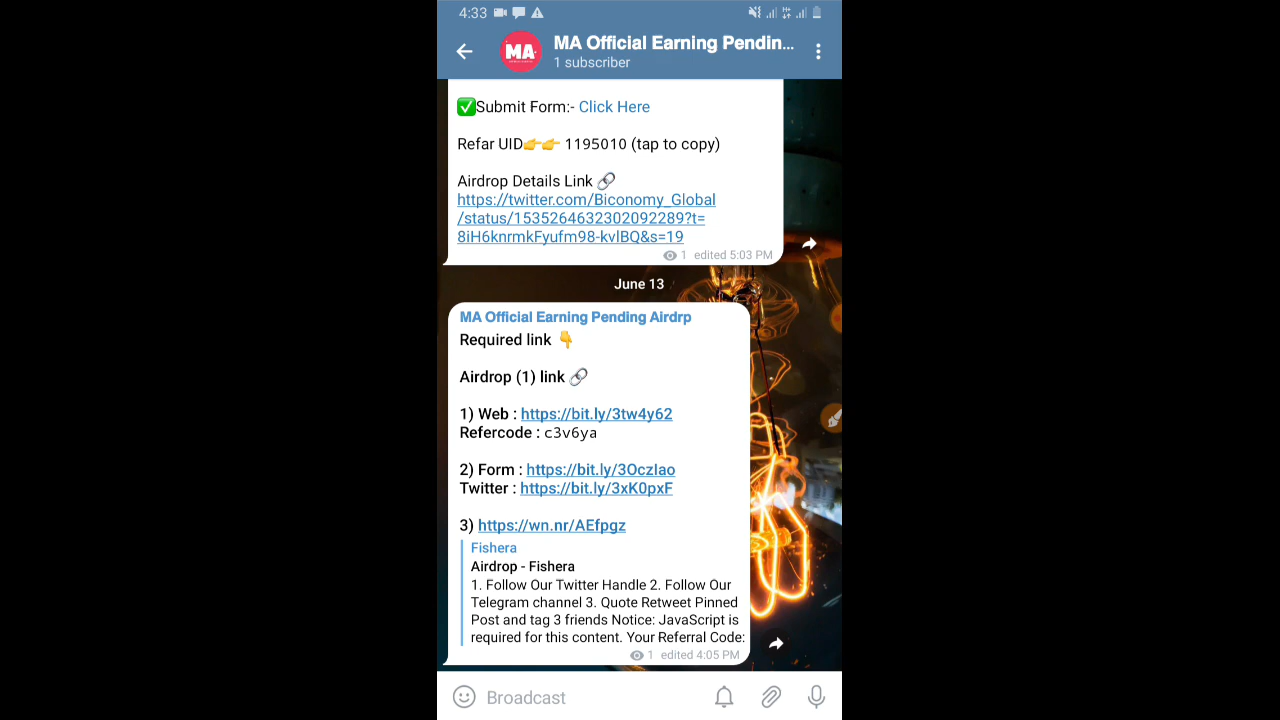 4:33
MA
MA Official Earning Pendin...
1 subscriber
✅Submit Form:- Click Here
Refar UID👉👉 1195010 (tap to copy)
Airdrop Details Link 🔗
https://twitter.com/Biconomy_Global
/status/1535264632302092289?t=
8iH6knrmkFyufm98-kvlBQ&s=19
1 edited 5:03 PM
June 13
MA Official Earning Pending Airdrp
Required link 👇
Airdrop (1) link 🔗
1) Web : https://bit.ly/3tw4y62
Refercode : c3v6ya
2) Form : https://bit.ly/3OczIao
Twitter : https://bit.ly/3xK0pxF
3) https://wn.nr/AEfpgz
Fishera
Airdrop - Fishera
1. Follow Our Twitter Handle 2. Follow Our
Telegram channel 3. Quote Retweet Pinned
Post and tag 3 friends Notice: JavaScript is
required for this content. Your Referral Code:
1 edited 4:05 PM
Broadcast